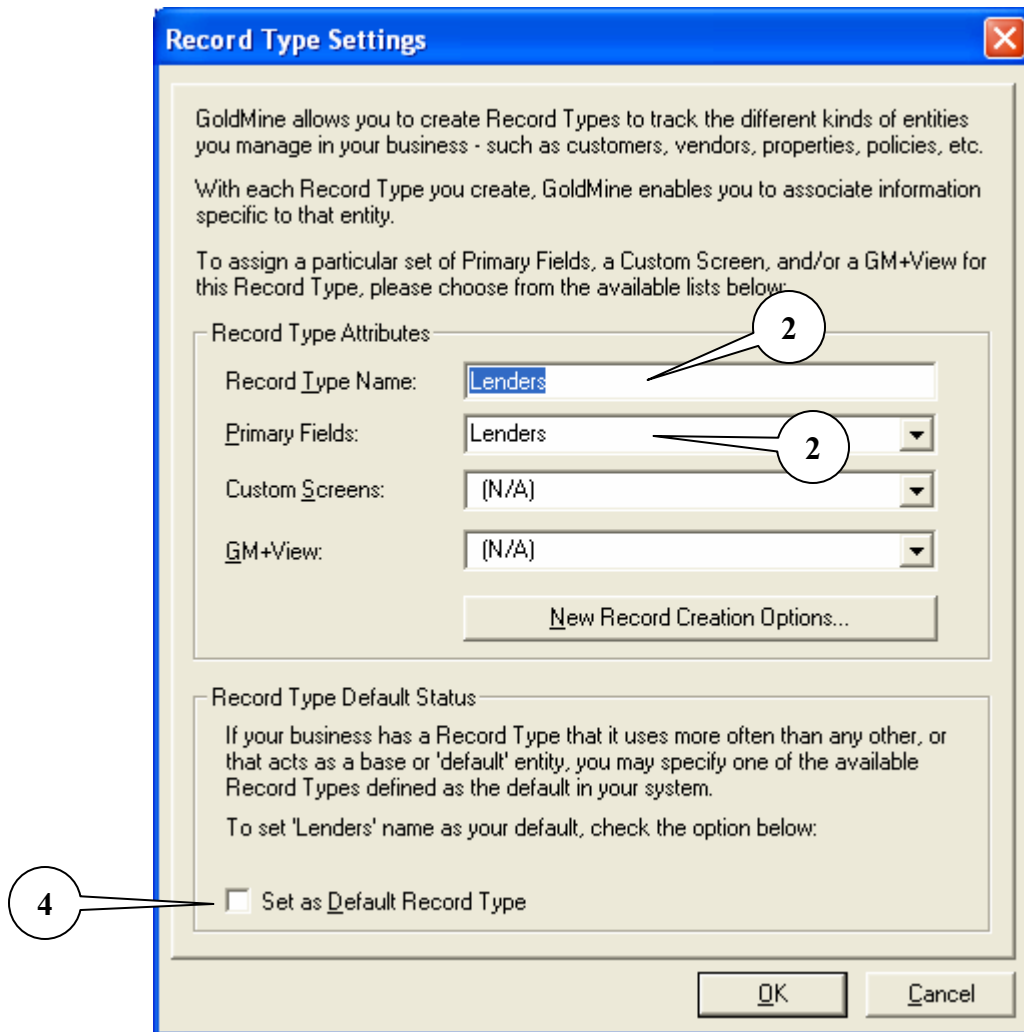 Record Type Settings
GoldMine allows you to create Record Types to track the different kinds of entities
you manage in your business - such as customers, vendors, properties, policies, etc.
With each Record Type you create, GoldMine enables you to associate information
specific to that entity.
To assign a particular set of Primary Fields, a Custom Screen, and/or a GM+View for
this Record Type, please choose from the available lists below:
Record Type Attributes
2
Record Type Name: Lenders
Primary Fields: Lenders
2
Custom Screens: (N/A)
GM+View: (N/A)
New Record Creation Options...
Record Type Default Status
If your business has a Record Type that it uses more often than any other, or
that acts as a base or 'default' entity, you may specify one of the available
Record Types defined as the default in your system.
To set 'Lenders' name as your default, check the option below:
4 Set as Default Record Type
OK Cancel